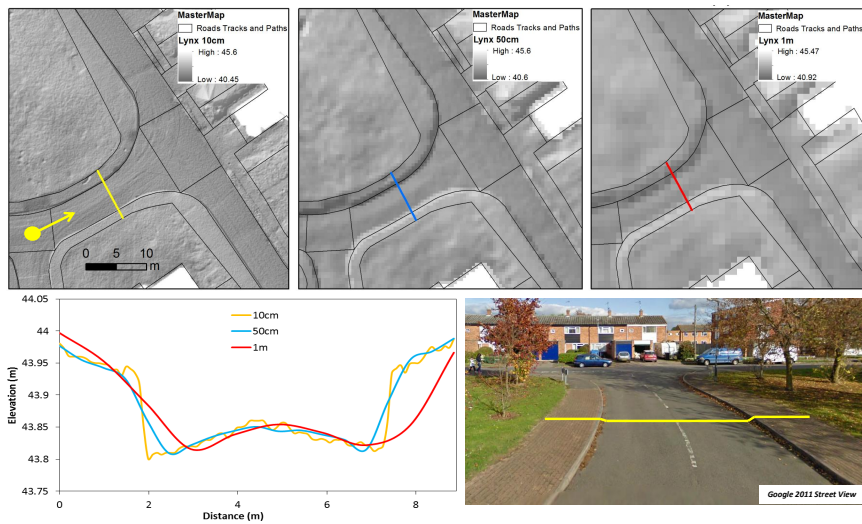 MasterMap
Roads Tracks and Paths
Lynx 10cm
High : 45.6
Low : 40.45
0 5 10
m
MasterMap
Roads Tracks and Paths
Lynx 50cm
High : 45.6
Low : 40.6
MasterMap
Roads Tracks and Paths
Lynx 1m
High : 45.47
Low : 40.92
44.05
44
43.95
43.9
43.85
43.8
43.75
Elevation (m)
10cm
50cm
1m
0 2 4 6 8
Distance (m)
Google 2011 Street View